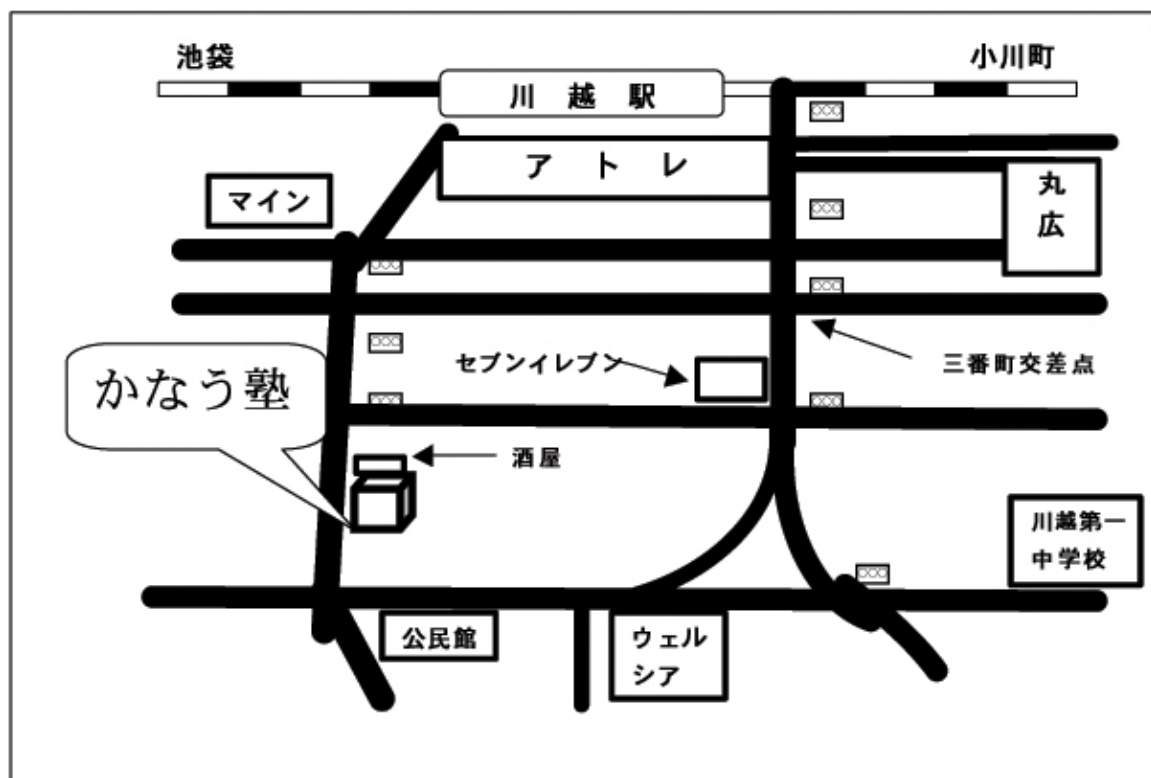 池袋
小川町
川越駅
アトレ
マイン
丸
広
セブンイレブン
三番町交差点
かなう塾
酒屋
川越第一
中学校
公民館
ウェル
シア